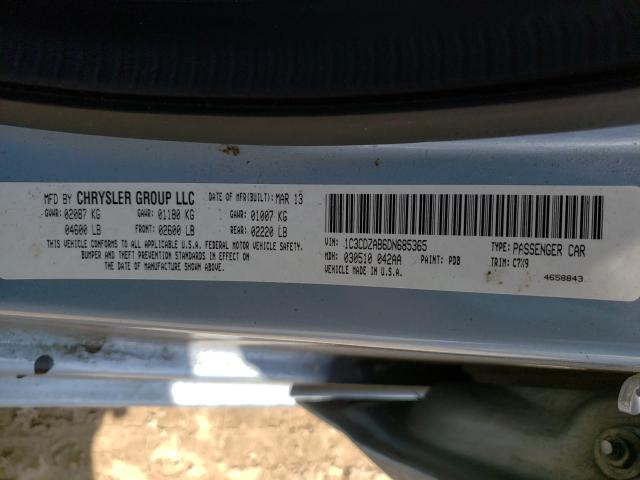 MFD BY CHRYSLER GROUP LLC DATE OF MFR(BUILT): MAR 13
GVWR: 02087 KG GAWR: 01180 KG GAWR: 01007 KG
04600 LB FRONT: 02600 LB REAR: 02220 LB
THIS VEHICLE CONFORMS TO ALL APPLICABLE U.S.A. FEDERAL MOTOR VEHICLE SAFETY,
BUMPER AND THEFT PREVENTION STANDARDS IN EFFECT ON
THE DATE OF MANUFACTURE SHOWN ABOVE.
VIN: 1C3CDZAB6DN685365 TYPE: PASSENGER CAR
MDH: 030510 042AA PAINT: PDB TRIM: C7X9
VEHICLE MADE IN U.S.A.
4658843